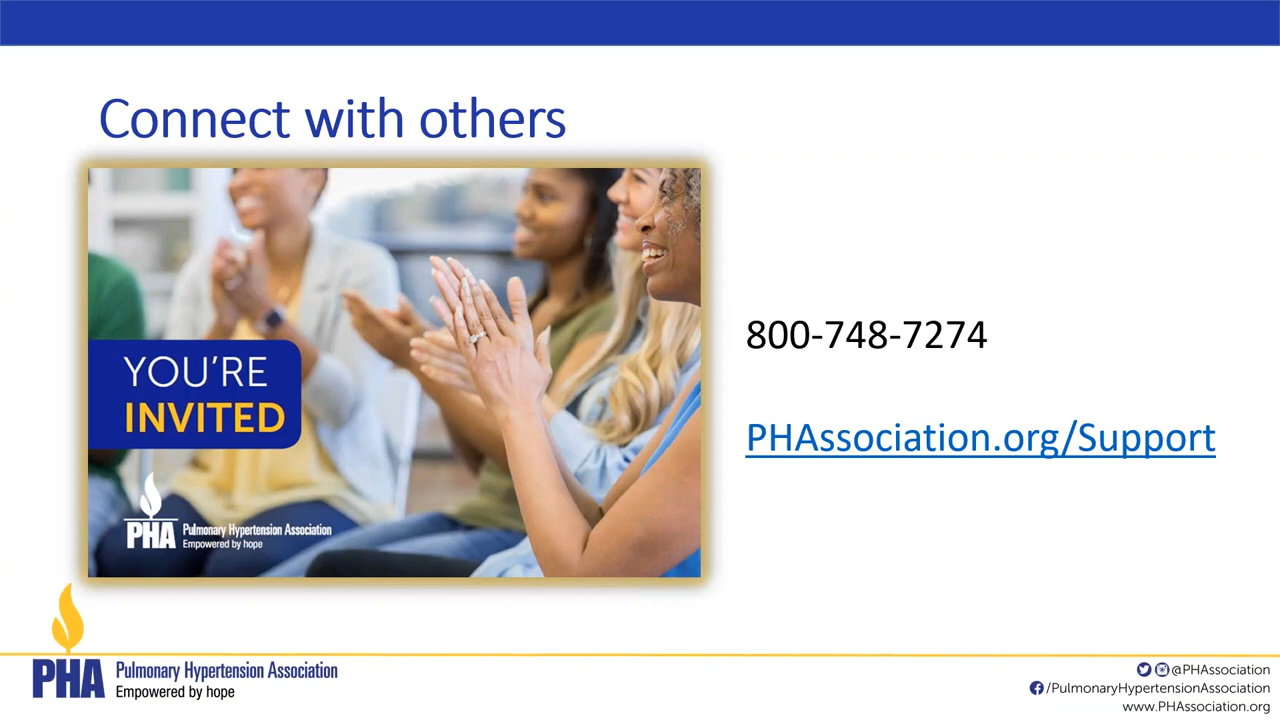 Connect with others
YOU'RE
INVITED
PHA Pulmonary Hypertension Association
Empowered by hope
800-748-7274
PHAssociation.org/Support
PHA Pulmonary Hypertension Association
Empowered by hope
@PHAssociation
/PulmonaryHypertensionAssociation
www.PHAssociation.org